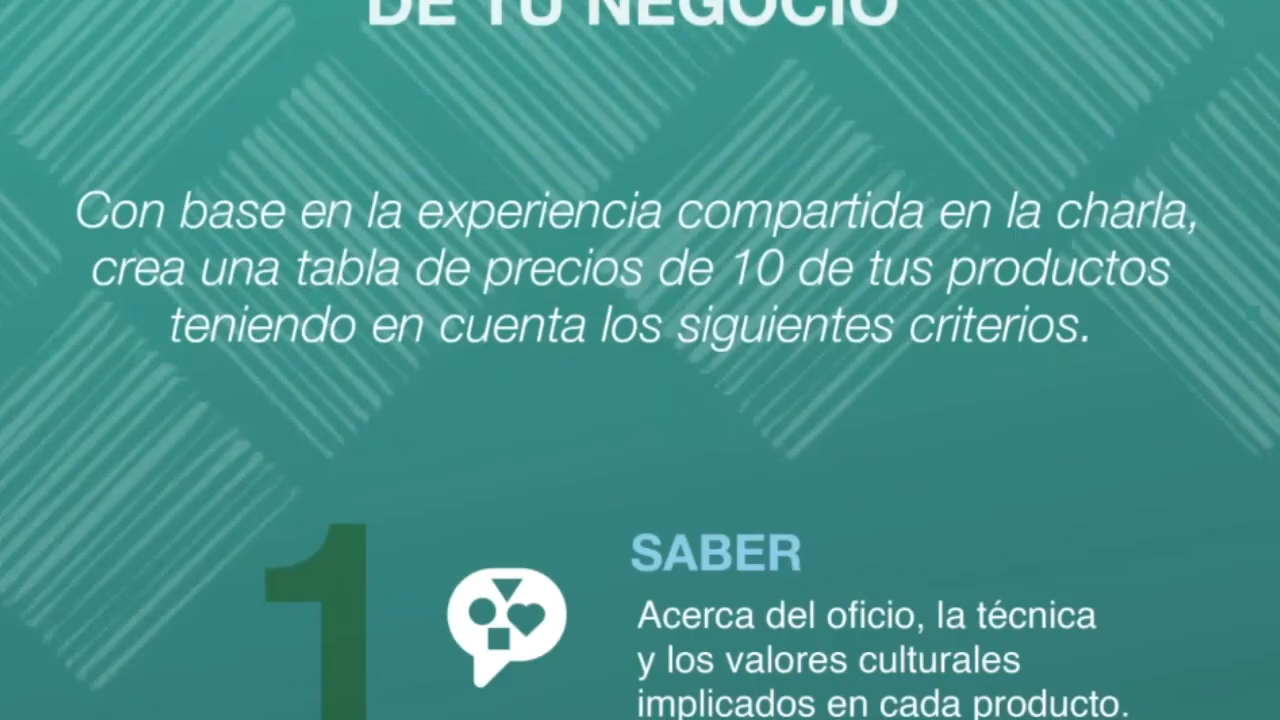 DE TU NEGOCIO
Con base en la experiencia compartida en la charla,
crea una tabla de precios de 10 de tus productos
teniendo en cuenta los siguientes criterios.
1
SABER
Acerca del oficio, la técnica
y los valores culturales
implicados en cada producto.